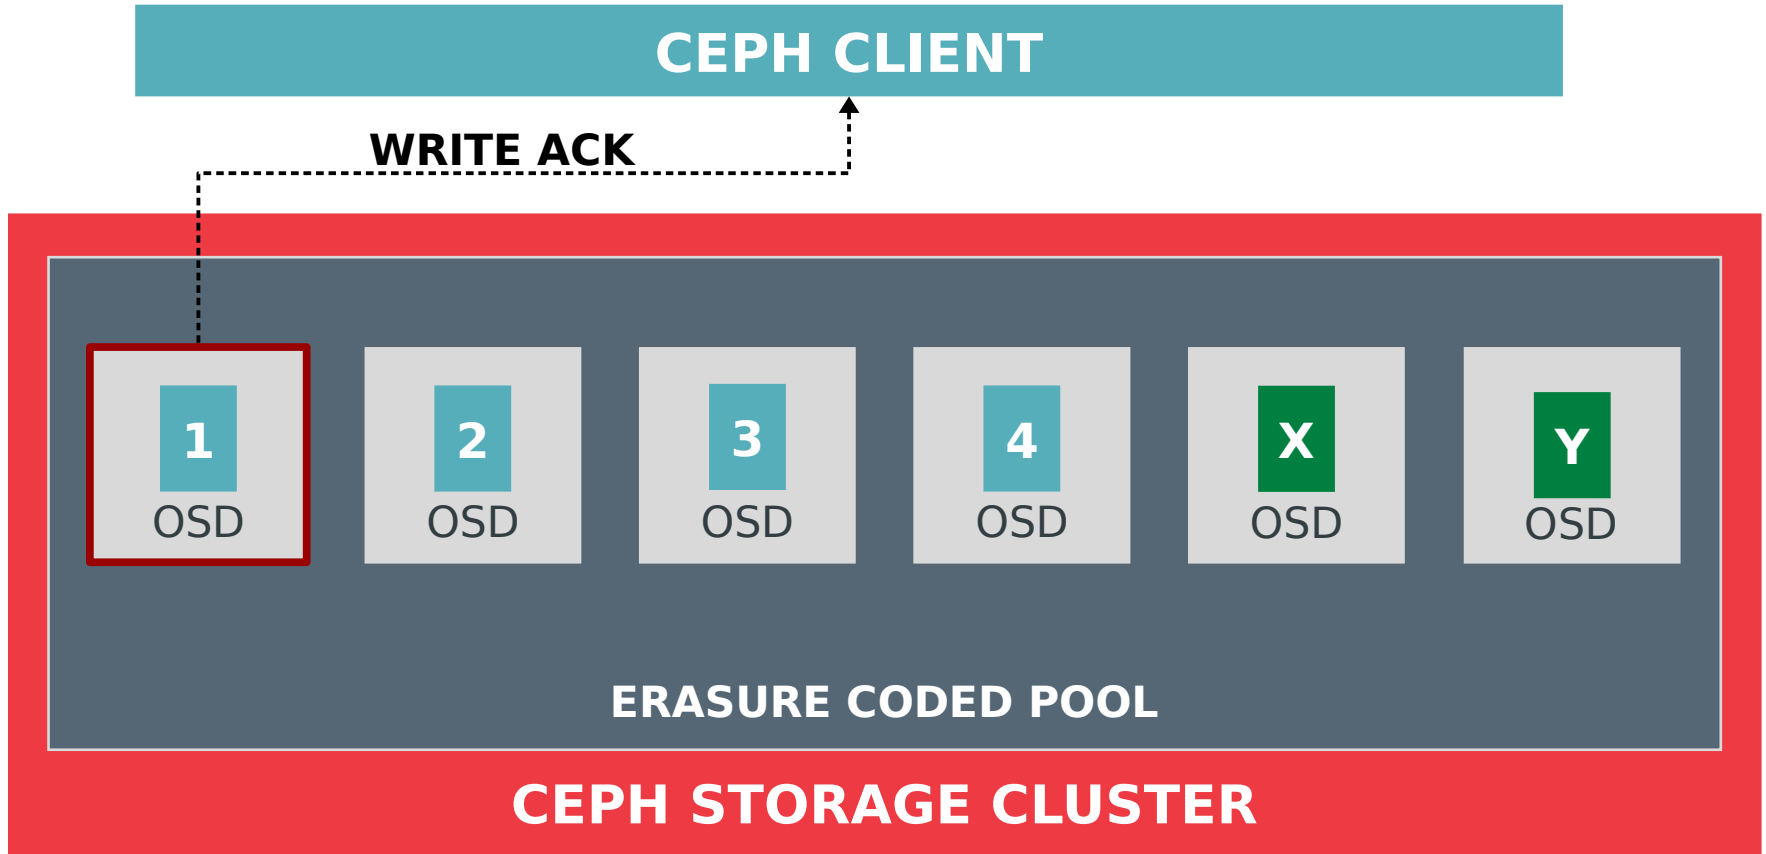 CEPH CLIENT
WRITE ACK
1
OSD
2
OSD
3
OSD
4
OSD
X
OSD
Y
OSD
ERASURE CODED POOL
CEPH STORAGE CLUSTER